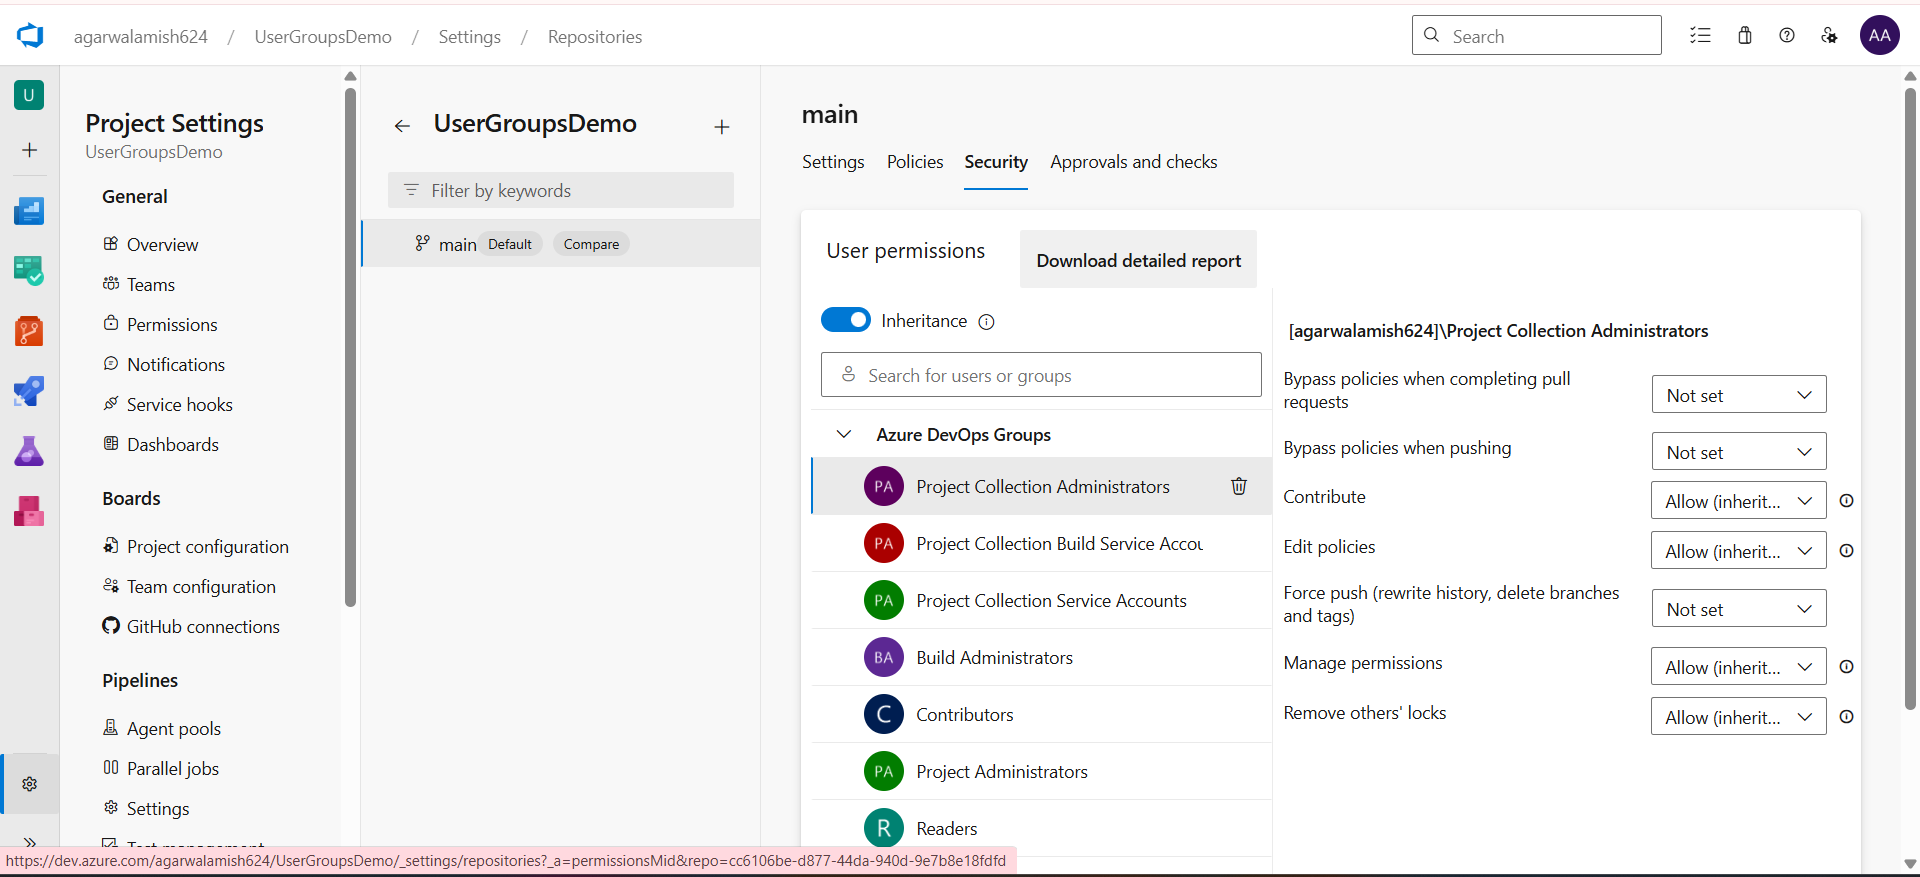 agarwalamish624 / UserGroupsDemo / Settings / Repositories
Search
AA
U
Project Settings
UserGroupsDemo
General
Overview
Teams
Permissions
Notifications
Service hooks
Dashboards
Boards
Project configuration
Team configuration
GitHub connections
Pipelines
Agent pools
Parallel jobs
Settings
UserGroupsDemo
Filter by keywords
main Default Compare
main
Settings Policies Security Approvals and checks
User permissions
Download detailed report
Inheritance
Search for users or groups
Azure DevOps Groups
PA Project Collection Administrators
PA Project Collection Build Service Accou
PA Project Collection Service Accounts
BA Build Administrators
C Contributors
PA Project Administrators
R Readers
[agarwalamish624]\Project Collection Administrators
Bypass policies when completing pull
requests
Not set
Bypass policies when pushing
Not set
Contribute
Allow (inherit...
Edit policies
Allow (inherit...
Force push (rewrite history, delete branches
and tags)
Not set
Manage permissions
Allow (inherit...
Remove others' locks
Allow (inherit...
https://dev.azure.com/agarwalamish624/UserGroupsDemo/_settings/repositories?_a=permissionsMid&repo=cc6106be-d877-44da-940d-9e7b8e18fdfd